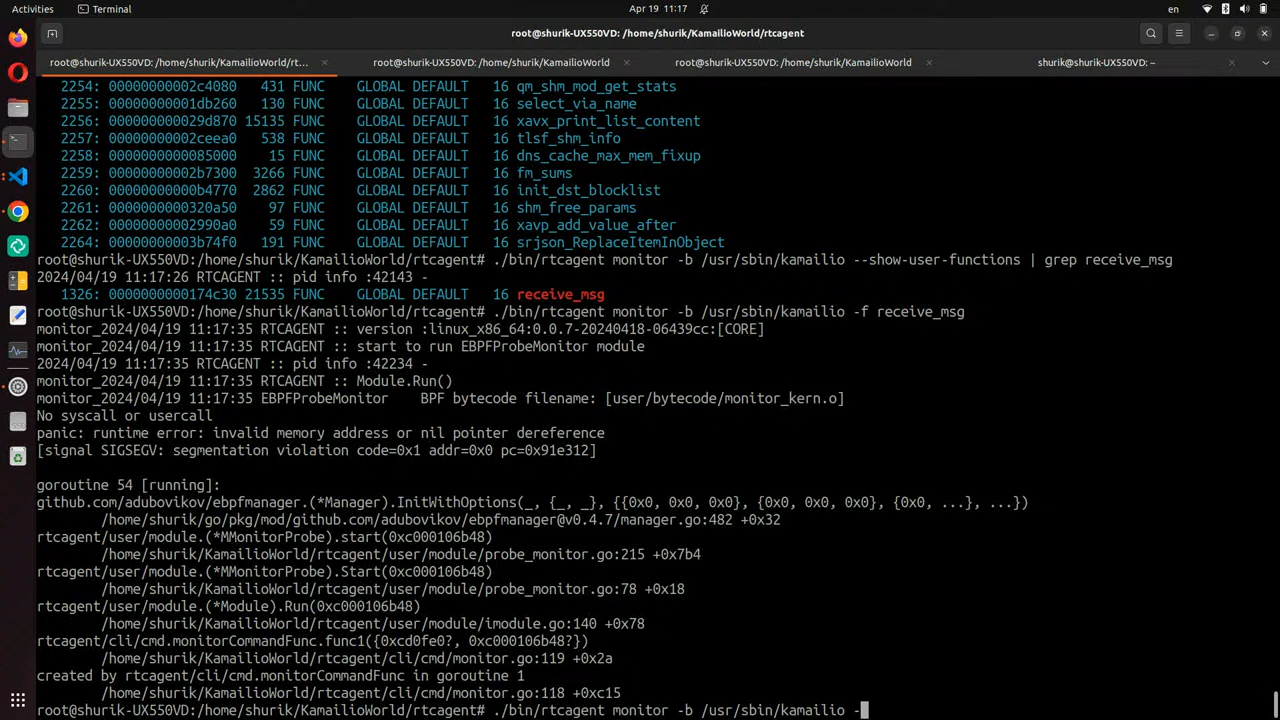 Activities
Terminal
Apr 19 11:17
en
root@shurik-UX550VD: /home/shurik/KamailioWorld/rtcagent
root@shurik-UX550VD: /home/shurik/KamailioWorld/rt...
root@shurik-UX550VD: /home/shurik/KamailioWorld
root@shurik-UX550VD: /home/shurik/KamailioWorld
shurik@shurik-UX550VD: ~
2254: 00000000002c4080   431 FUNC    GLOBAL DEFAULT   16 qm_shm_mod_get_stats
2255: 00000000001db260   130 FUNC    GLOBAL DEFAULT   16 select_via_name
2256: 000000000029d870 15135 FUNC    GLOBAL DEFAULT   16 xavx_print_list_content
2257: 00000000002ceea0   538 FUNC    GLOBAL DEFAULT   16 tlsf_shm_info
2258: 0000000000085000    15 FUNC    GLOBAL DEFAULT   16 dns_cache_max_mem_fixup
2259: 00000000002b7300  3266 FUNC    GLOBAL DEFAULT   16 fm_sums
2260: 00000000000b4770  2862 FUNC    GLOBAL DEFAULT   16 init_dst_blocklist
2261: 0000000000320a50    97 FUNC    GLOBAL DEFAULT   16 shm_free_params
2262: 00000000002990a0    59 FUNC    GLOBAL DEFAULT   16 xavp_add_value_after
2264: 00000000003b74f0   191 FUNC    GLOBAL DEFAULT   16 srjson_ReplaceItemInObject
root@shurik-UX550VD:/home/shurik/KamailioWorld/rtcagent# ./bin/rtcagent monitor -b /usr/sbin/kamailio --show-user-functions | grep receive_msg
2024/04/19 11:17:26 RTCAGENT :: pid info :42143 -
1326: 0000000000174c30 21535 FUNC    GLOBAL DEFAULT   16 receive_msg
root@shurik-UX550VD:/home/shurik/KamailioWorld/rtcagent# ./bin/rtcagent monitor -b /usr/sbin/kamailio -f receive_msg
monitor_2024/04/19 11:17:35 RTCAGENT :: version :linux_x86_64:0.0.7-20240418-06439cc:[CORE]
monitor_2024/04/19 11:17:35 RTCAGENT :: start to run EBPFProbeMonitor module
2024/04/19 11:17:35 RTCAGENT :: pid info :42234 -
monitor_2024/04/19 11:17:35 RTCAGENT :: Module.Run()
monitor_2024/04/19 11:17:35 EBPFProbeMonitor    BPF bytecode filename: [user/bytecode/monitor_kern.o]
No syscall or usercall
panic: runtime error: invalid memory address or nil pointer dereference
[signal SIGSEGV: segmentation violation code=0x1 addr=0x0 pc=0x91e312]
goroutine 54 [running]:
github.com/adubovikov/ebpfmanager.(*Manager).InitWithOptions(_, {_, _}, {{0x0, 0x0, 0x0}, {0x0, 0x0, 0x0}, {0x0, ...}, ...})
/home/shurik/go/pkg/mod/github.com/adubovikov/ebpfmanager@v0.4.7/manager.go:482 +0x32
rtcagent/user/module.(*MMonitorProbe).start(0xc000106b48)
/home/shurik/KamailioWorld/rtcagent/user/module/probe_monitor.go:215 +0x7b4
rtcagent/user/module.(*MMonitorProbe).Start(0xc000106b48)
/home/shurik/KamailioWorld/rtcagent/user/module/probe_monitor.go:78 +0x18
rtcagent/user/module.(*Module).Run(0xc000106b48)
/home/shurik/KamailioWorld/rtcagent/user/module/imodule.go:140 +0x78
rtcagent/cli/cmd.monitorCommandFunc.func1({0xcd0fe0?, 0xc000106b48?})
/home/shurik/KamailioWorld/rtcagent/cli/cmd/monitor.go:119 +0x2a
created by rtcagent/cli/cmd.monitorCommandFunc in goroutine 1
/home/shurik/KamailioWorld/rtcagent/cli/cmd/monitor.go:118 +0xc15
root@shurik-UX550VD:/home/shurik/KamailioWorld/rtcagent# ./bin/rtcagent monitor -b /usr/sbin/kamailio -